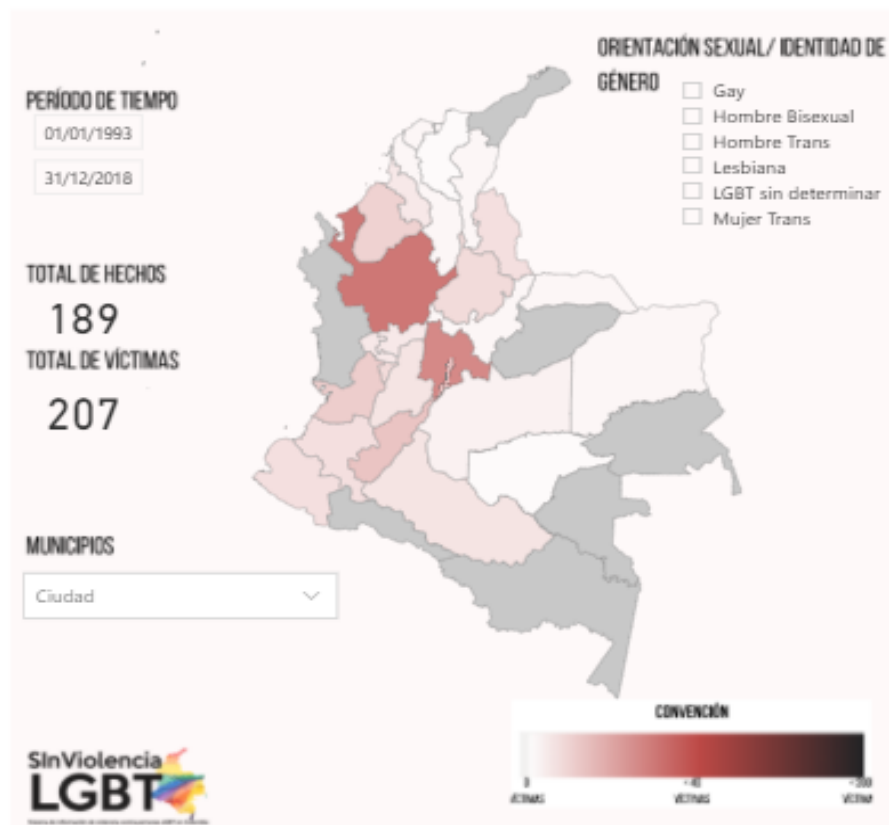 ORIENTACIÓN SEXUAL/ IDENTIDAD DE
GÉNERO
Gay
Hombre Bisexual
Hombre Trans
Lesbiana
LGBT sin determinar
Mujer Trans
PERÍODO DE TIEMPO
01/01/1993
31/12/2018
TOTAL DE HECHOS
189
TOTAL DE VÍCTIMAS
207
MUNICIPIOS
Ciudad
CONVENCIÓN
0
VÍCTIMAS
VÍCTIMAS
SInViolencia
LGBT